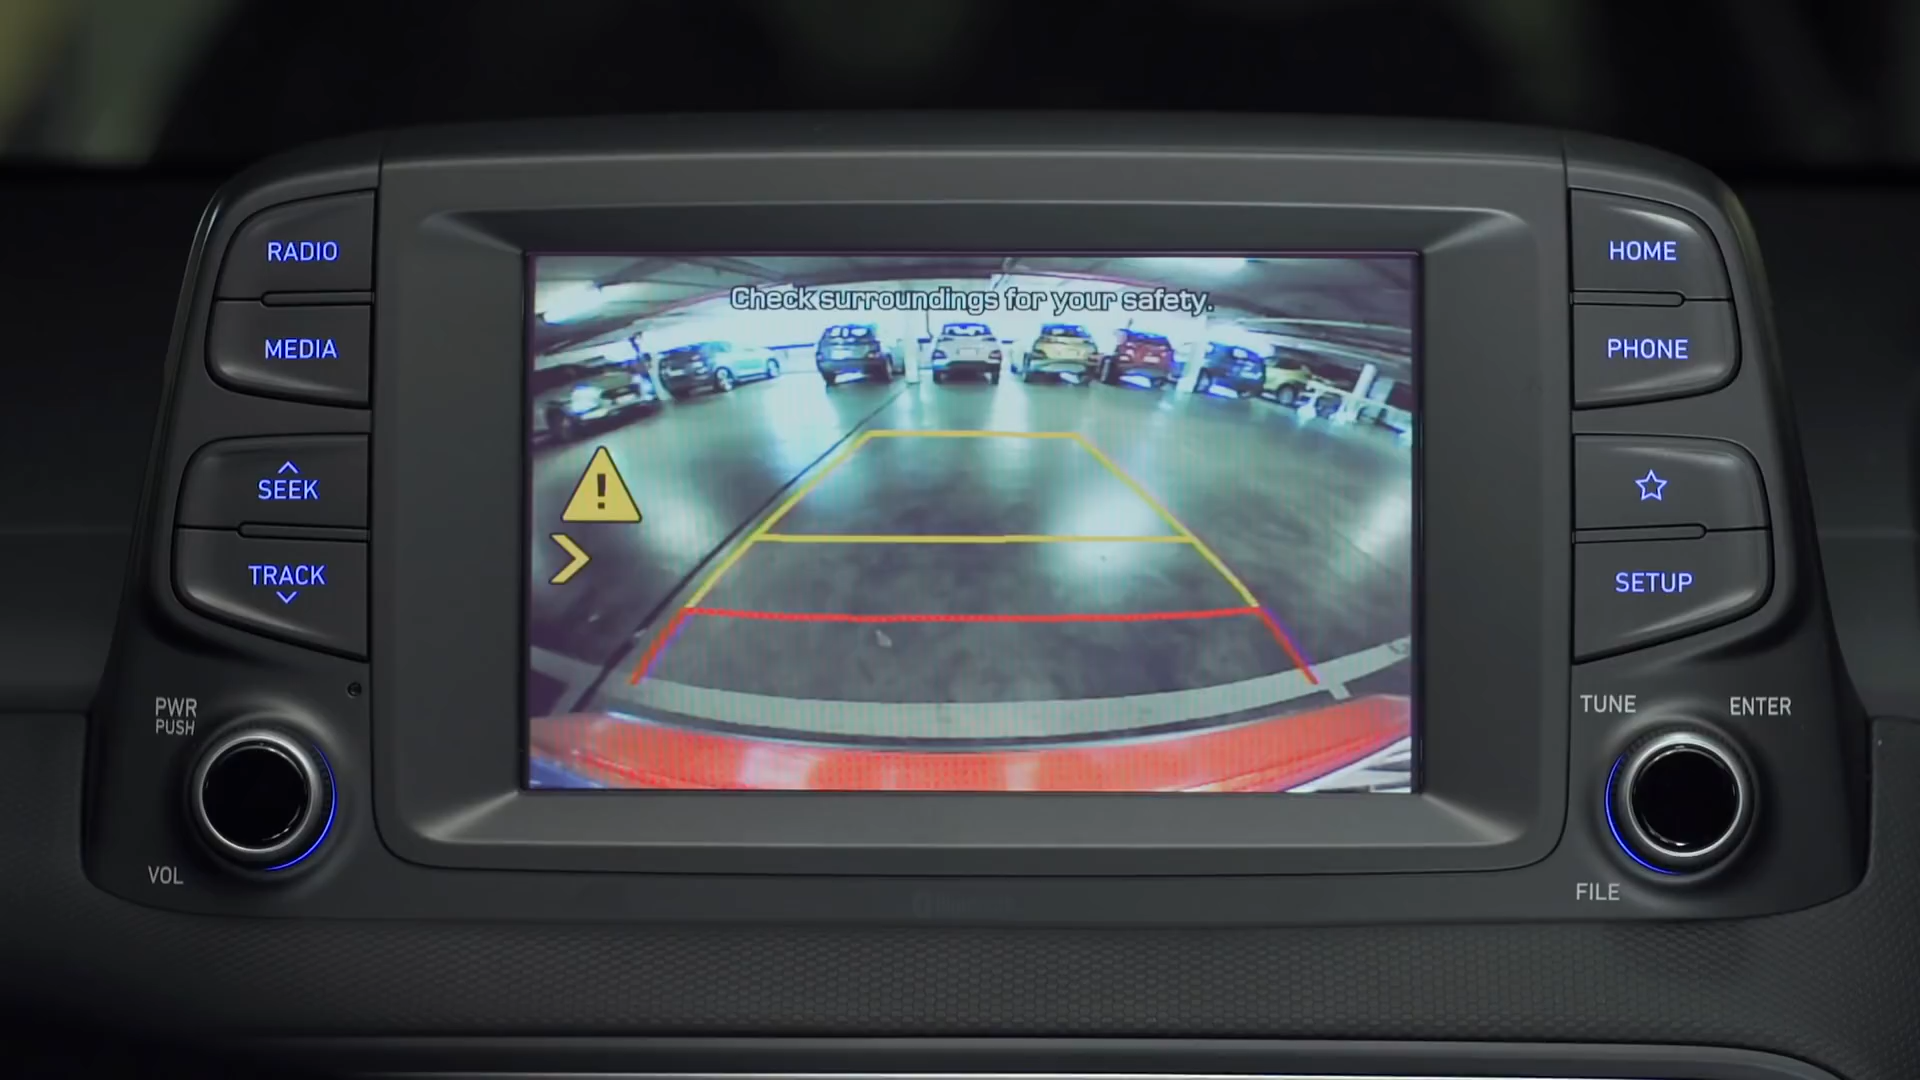 Check surroundings for your safety.
RADIO
MEDIA
SEEK
TRACK
PWR
PUSH
VOL
HOME
PHONE
SETUP
TUNE
ENTER
FILE